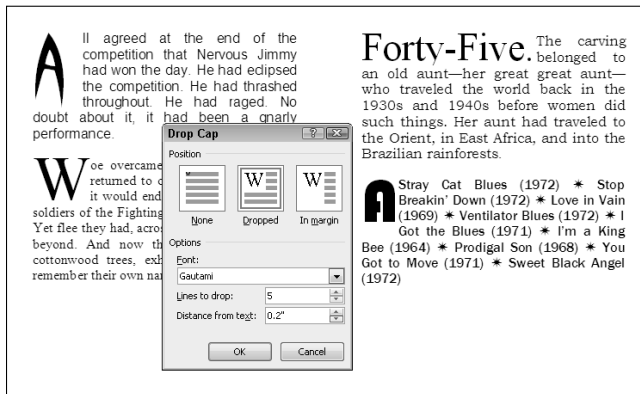 All agreed at the end of the
competition that Nervous Jimmy
had won the day. He had eclipsed
the competition. He had thrashed
throughout. He had raged. No
doubt about it, it had been a gnarly
performance.
Woe overcame
returned to
it would end
soldiers of the Fighting
Yet flee they had,
beyond. And now
cottonwood trees,
remember their own
Drop Cap
Position
W
W
None
Dropped
In margin
Options
Font:
Gautami
Lines to drop:
5
Distance from text:
0.2"
OK
Cancel
Forty-Five. The carving
belonged to
an old aunt—her great great aunt—
who traveled the world back in the
1930s and 1940s before women did
such things. Her aunt had traveled to
the Orient, in East Africa, and into the
Brazilian rainforests.
A Stray Cat Blues (1972) ✷ Stop
Breakin' Down (1972) ✷ Love in Vain
(1969) ✷ Ventilator Blues (1972) ✷ I
Got the Blues (1971) ✷ I'm a King
Bee (1964) ✷ Prodigal Son (1968) ✷ You
Got to Move (1971) ✷ Sweet Black Angel
(1972)